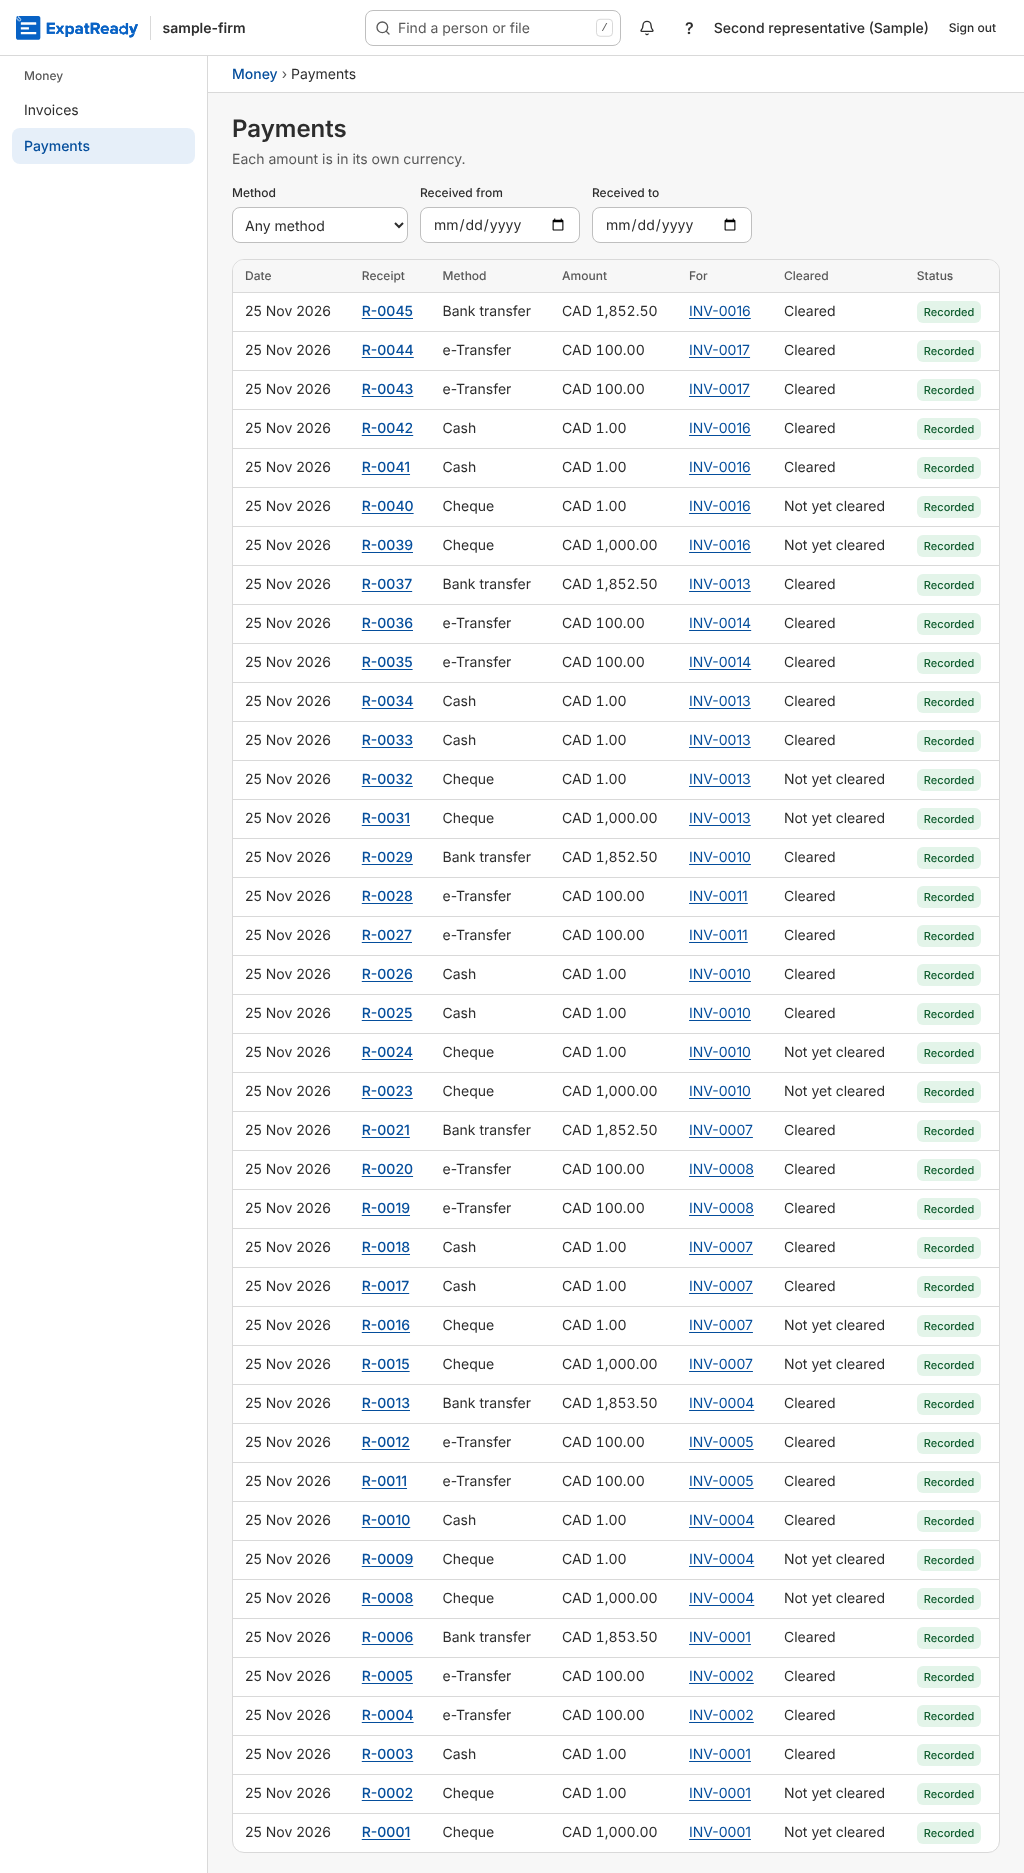 ExpatReady sample-firm Find a person or file / ? Second representative (Sample) Sign out
Money
Invoices
Payments
Money › Payments
Payments
Each amount is in its own currency.
Method Received from Received to
Any method mm/dd/yyyy mm/dd/yyyy
Date Receipt Method Amount For Cleared Status
25 Nov 2026 R-0045 Bank transfer CAD 1,852.50 INV-0016 Cleared Recorded
25 Nov 2026 R-0044 e-Transfer CAD 100.00 INV-0017 Cleared Recorded
25 Nov 2026 R-0043 e-Transfer CAD 100.00 INV-0017 Cleared Recorded
25 Nov 2026 R-0042 Cash CAD 1.00 INV-0016 Cleared Recorded
25 Nov 2026 R-0041 Cash CAD 1.00 INV-0016 Cleared Recorded
25 Nov 2026 R-0040 Cheque CAD 1.00 INV-0016 Not yet cleared Recorded
25 Nov 2026 R-0039 Cheque CAD 1,000.00 INV-0016 Not yet cleared Recorded
25 Nov 2026 R-0037 Bank transfer CAD 1,852.50 INV-0013 Cleared Recorded
25 Nov 2026 R-0036 e-Transfer CAD 100.00 INV-0014 Cleared Recorded
25 Nov 2026 R-0035 e-Transfer CAD 100.00 INV-0014 Cleared Recorded
25 Nov 2026 R-0034 Cash CAD 1.00 INV-0013 Cleared Recorded
25 Nov 2026 R-0033 Cash CAD 1.00 INV-0013 Cleared Recorded
25 Nov 2026 R-0032 Cheque CAD 1.00 INV-0013 Not yet cleared Recorded
25 Nov 2026 R-0031 Cheque CAD 1,000.00 INV-0013 Not yet cleared Recorded
25 Nov 2026 R-0029 Bank transfer CAD 1,852.50 INV-0010 Cleared Recorded
25 Nov 2026 R-0028 e-Transfer CAD 100.00 INV-0011 Cleared Recorded
25 Nov 2026 R-0027 e-Transfer CAD 100.00 INV-0011 Cleared Recorded
25 Nov 2026 R-0026 Cash CAD 1.00 INV-0010 Cleared Recorded
25 Nov 2026 R-0025 Cash CAD 1.00 INV-0010 Cleared Recorded
25 Nov 2026 R-0024 Cheque CAD 1.00 INV-0010 Not yet cleared Recorded
25 Nov 2026 R-0023 Cheque CAD 1,000.00 INV-0010 Not yet cleared Recorded
25 Nov 2026 R-0021 Bank transfer CAD 1,852.50 INV-0007 Cleared Recorded
25 Nov 2026 R-0020 e-Transfer CAD 100.00 INV-0008 Cleared Recorded
25 Nov 2026 R-0019 e-Transfer CAD 100.00 INV-0008 Cleared Recorded
25 Nov 2026 R-0018 Cash CAD 1.00 INV-0007 Cleared Recorded
25 Nov 2026 R-0017 Cash CAD 1.00 INV-0007 Cleared Recorded
25 Nov 2026 R-0016 Cheque CAD 1.00 INV-0007 Not yet cleared Recorded
25 Nov 2026 R-0015 Cheque CAD 1,000.00 INV-0007 Not yet cleared Recorded
25 Nov 2026 R-0013 Bank transfer CAD 1,853.50 INV-0004 Cleared Recorded
25 Nov 2026 R-0012 e-Transfer CAD 100.00 INV-0005 Cleared Recorded
25 Nov 2026 R-0011 e-Transfer CAD 100.00 INV-0005 Cleared Recorded
25 Nov 2026 R-0010 Cash CAD 1.00 INV-0004 Cleared Recorded
25 Nov 2026 R-0009 Cheque CAD 1.00 INV-0004 Not yet cleared Recorded
25 Nov 2026 R-0008 Cheque CAD 1,000.00 INV-0004 Not yet cleared Recorded
25 Nov 2026 R-0006 Bank transfer CAD 1,853.50 INV-0001 Cleared Recorded
25 Nov 2026 R-0005 e-Transfer CAD 100.00 INV-0002 Cleared Recorded
25 Nov 2026 R-0004 e-Transfer CAD 100.00 INV-0002 Cleared Recorded
25 Nov 2026 R-0003 Cash CAD 1.00 INV-0001 Cleared Recorded
25 Nov 2026 R-0002 Cheque CAD 1.00 INV-0001 Not yet cleared Recorded
25 Nov 2026 R-0001 Cheque CAD 1,000.00 INV-0001 Not yet cleared Recorded